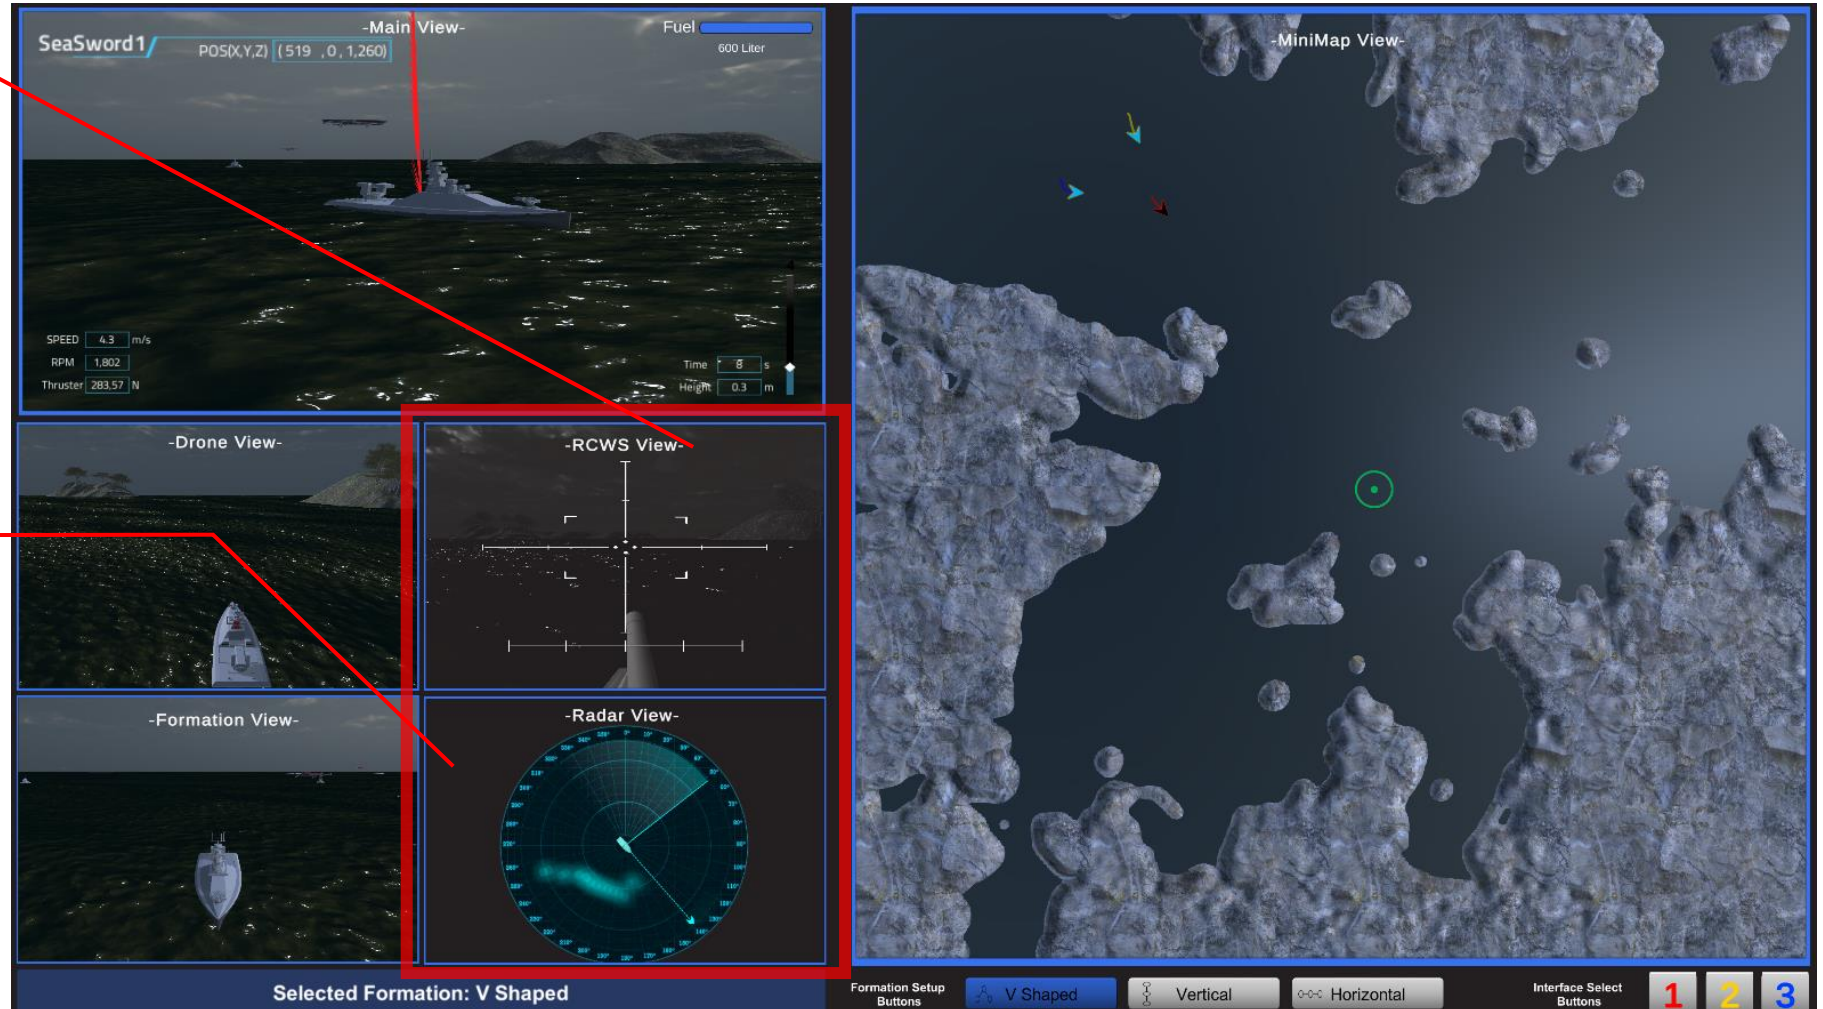 -Main View-
SeaSword1
POS(X,Y,Z) (519 ,0 , 1,260)
Fuel
600 Liter
SPEED 4.3 m/s
RPM 1,802
Thruster 283,57 N
Time 8 s
Height 0.3 m
-MiniMap View-
-Drone View-
-RCWS View-
-Formation View-
-Radar View-
Selected Formation: V Shaped
Formation Setup
Buttons
V Shaped
Vertical
Horizontal
Interface Select
Buttons
1
2
3